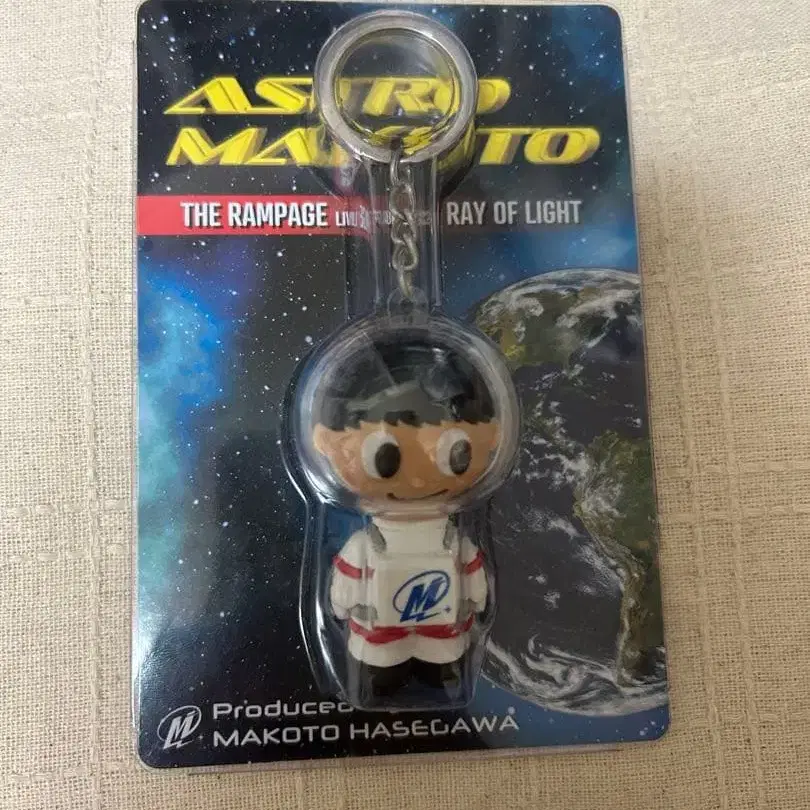 ASTRO
MAKOTO
THE RAMPAGE RAY OF LIGHT
M
M Produced
MAKOTO HASEGAWA